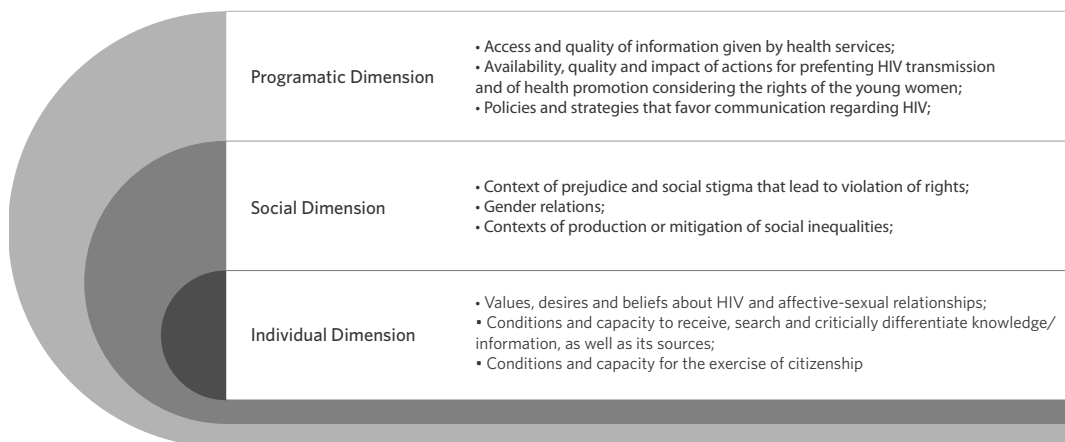 Programatic Dimension
• Access and quality of information given by health services;
• Availability, quality and impact of actions for prefenting HIV transmission
and of health promotion considering the rights of the young women;
• Policies and strategies that favor communication regarding HIV;
Social Dimension
• Context of prejudice and social stigma that lead to violation of rights;
• Gender relations;
• Contexts of production or mitigation of social inequalities;
Individual Dimension
• Values, desires and beliefs about HIV and affective-sexual relationships;
• Conditions and capacity to receive, search and criticially differentiate knowledge/
information, as well as its sources;
• Conditions and capacity for the exercise of citizenship